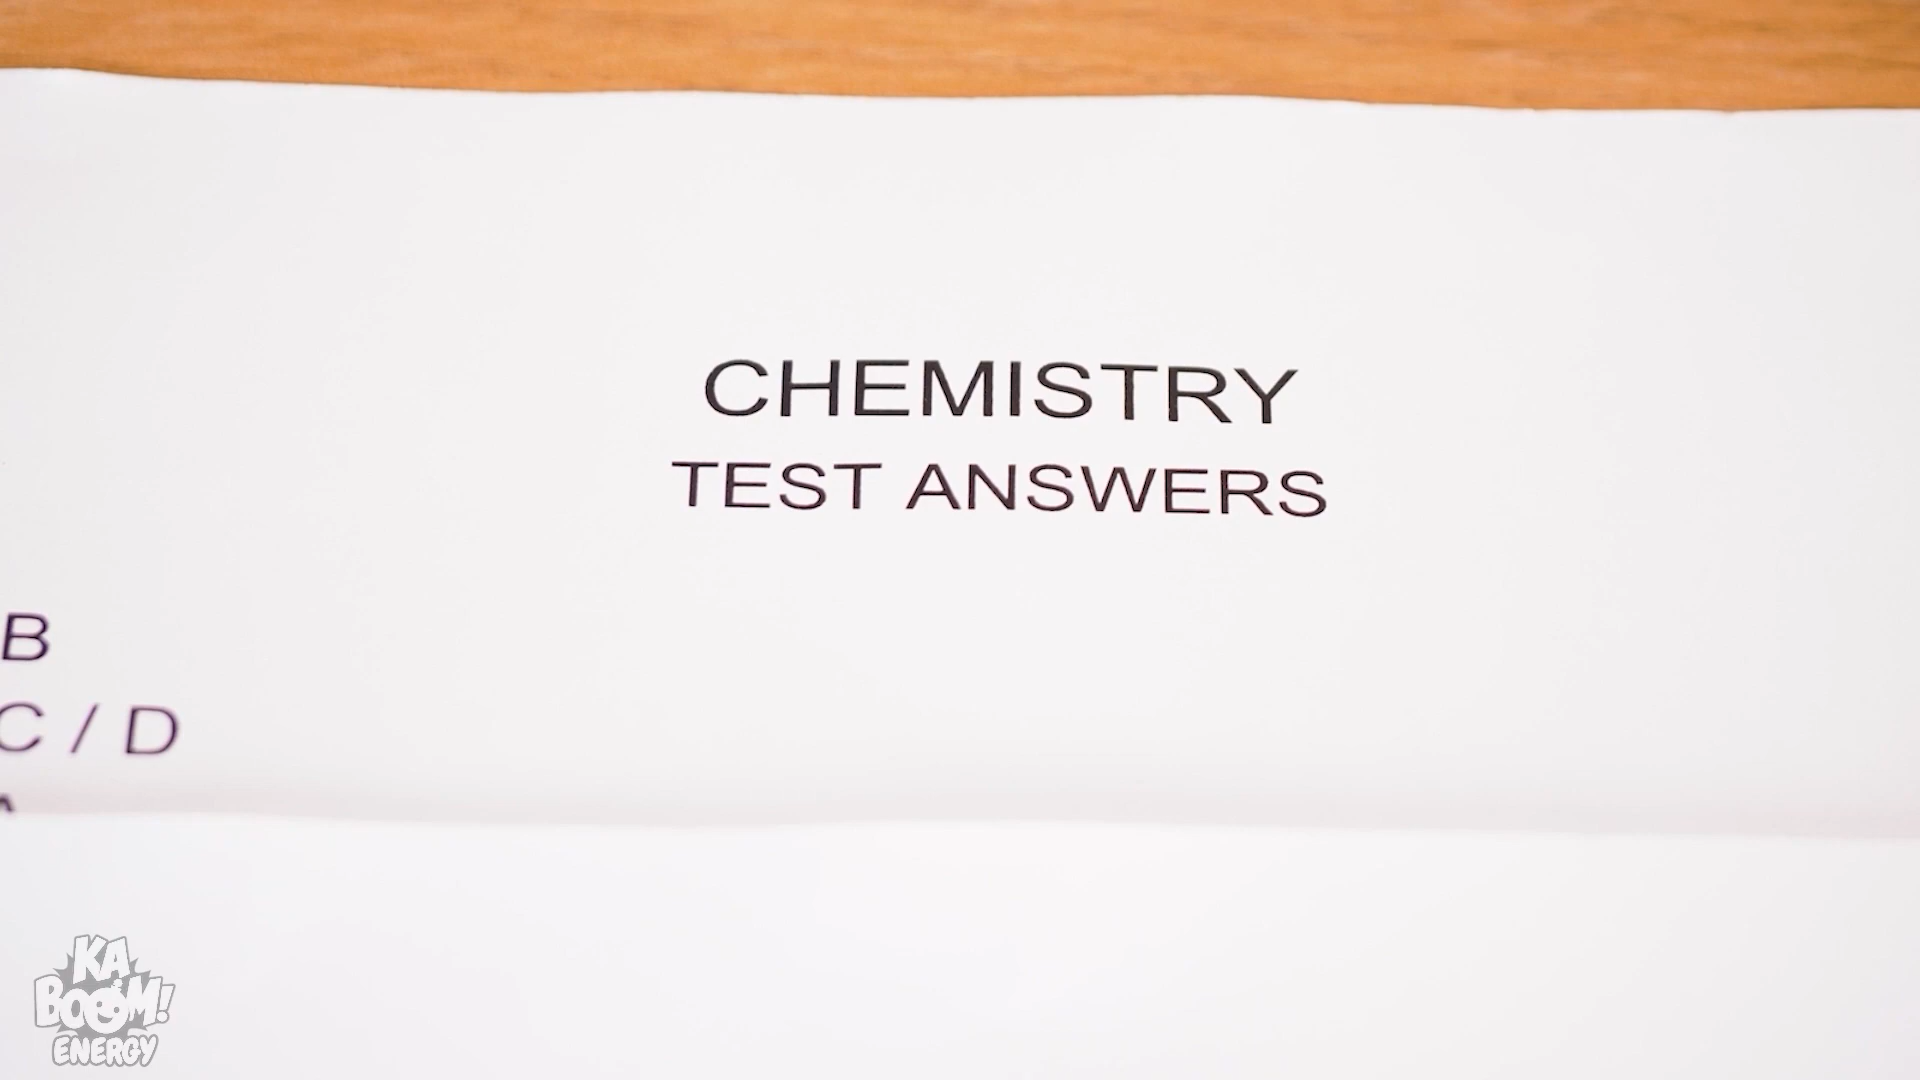 CHEMISTRY
TEST ANSWERS
B
C / D
KA
BOOM!
ENERGY